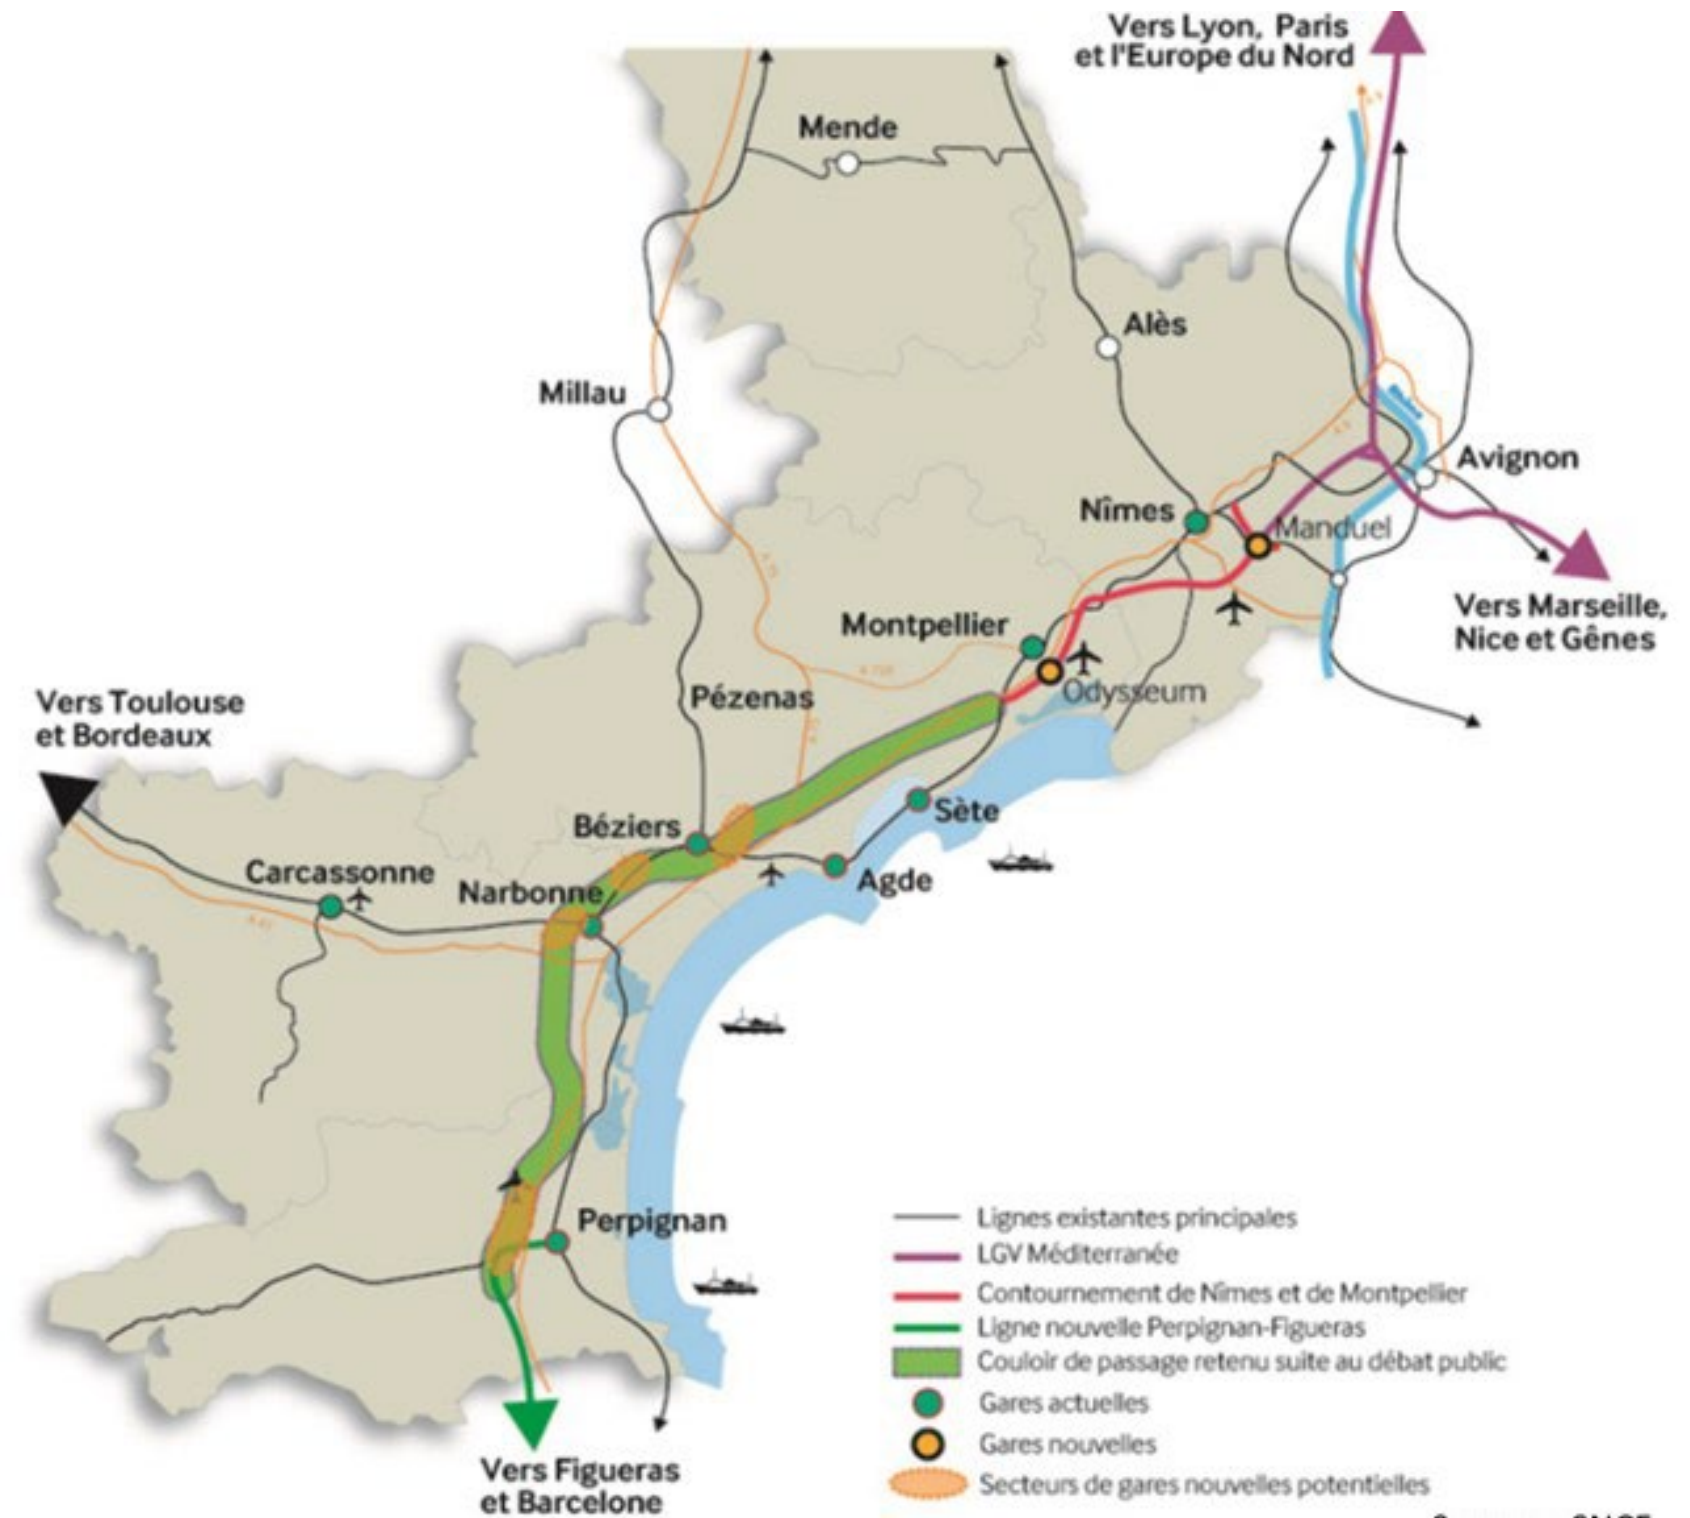 Vers Lyon, Paris
et l'Europe du Nord
Mende
Alès
Millau
Avignon
Nîmes
Manduel
Vers Marseille,
Nice et Gênes
Montpellier
Odysseum
Pézenas
Vers Toulouse
et Bordeaux
Béziers
Sète
Agde
Carcassonne
Narbonne
Perpignan
Vers Figueras
et Barcelone
Lignes existantes principales
LGV Méditerranée
Contournement de Nîmes et de Montpellier
Ligne nouvelle Perpignan-Figueras
Couloir de passage retenu suite au débat public
Gares actuelles
Gares nouvelles
Secteurs de gares nouvelles potentielles